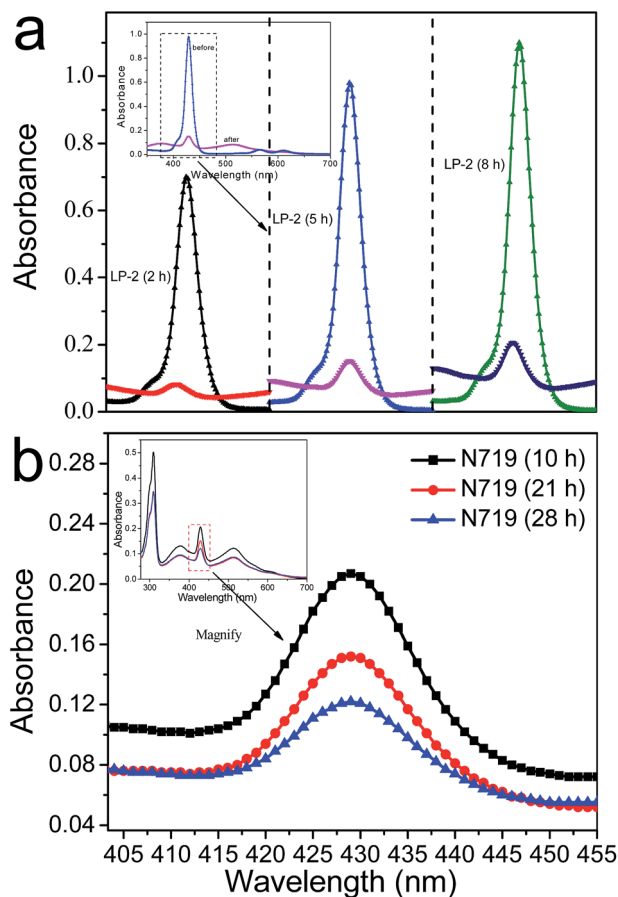 a
Absorbance
1.0
0.8
0.6
0.4
0.2
0.0
Absorbance
1.0
0.8
0.6
0.4
0.2
0.0
before
after
400 500 600 700
Wavelength (nm)
LP-2 (2 h)
LP-2 (5 h)
LP-2 (8 h)
b
Absorbance
0.28
0.24
0.20
0.16
0.12
0.08
0.04
Absorbance
0.5
0.4
0.3
0.2
0.1
0.0
300 400 500 600 700
Wavelength (nm)
Magnify
N719 (10 h)
N719 (21 h)
N719 (28 h)
405 410 415 420 425 430 435 440 445 450 455
Wavelength (nm)